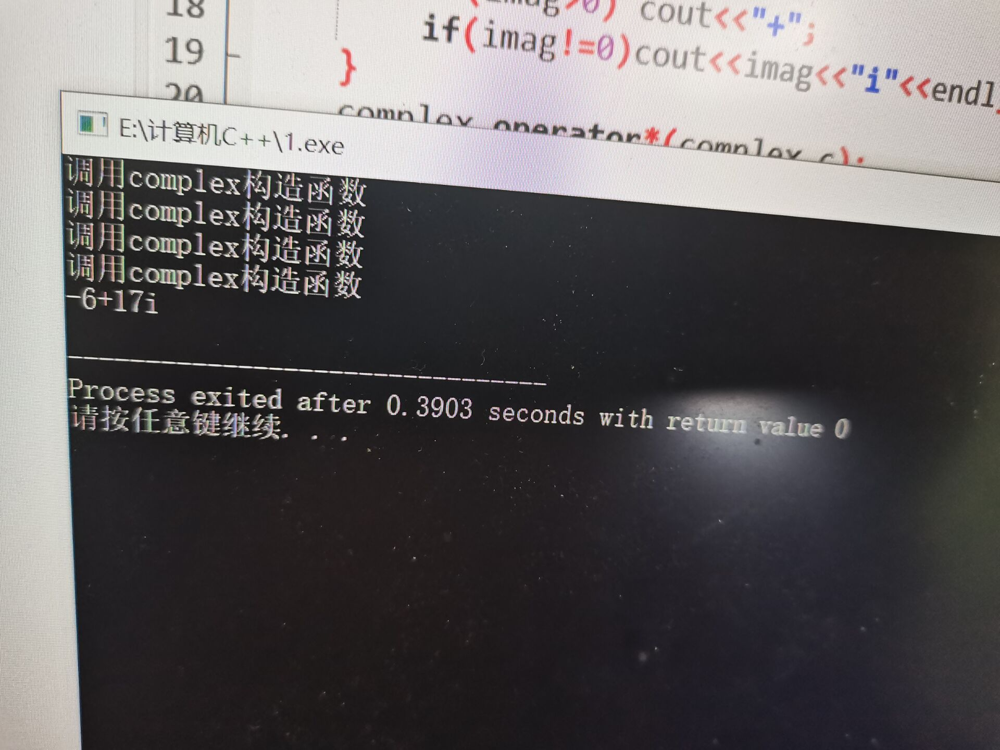 18
imag>0) cout<<"+";
19
if(imag!=0)cout<<imag<<"i"<<endl
}
20
complex operator*(complex c);
E:\计算机C++\1.exe
调用complex构造函数
调用complex构造函数
调用complex构造函数
调用complex构造函数
-6+17i
--------------------------------
Process exited after 0.3903 seconds with return value 0
请按任意键继续. . .